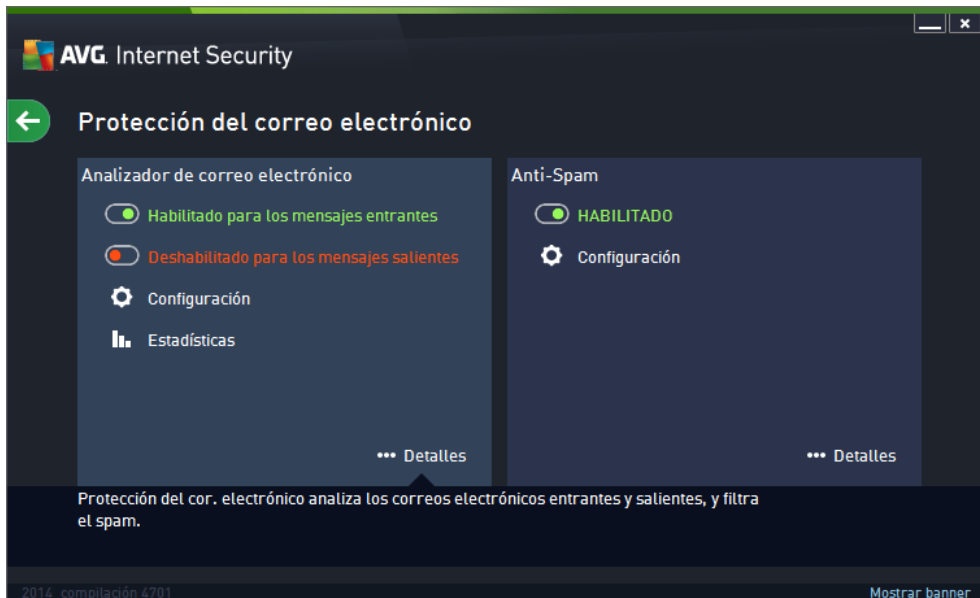 AVG. Internet Security
Protección del correo electrónico
Analizador de correo electrónico
Habilitado para los mensajes entrantes
Deshabilitado para los mensajes salientes
Configuración
Estadísticas
Detalles
Anti-Spam
HABILITADO
Configuración
Detalles
Protección del cor. electrónico analiza los correos electrónicos entrantes y salientes, y filtra
el spam.
2014 compilación 4701
Mostrar banner